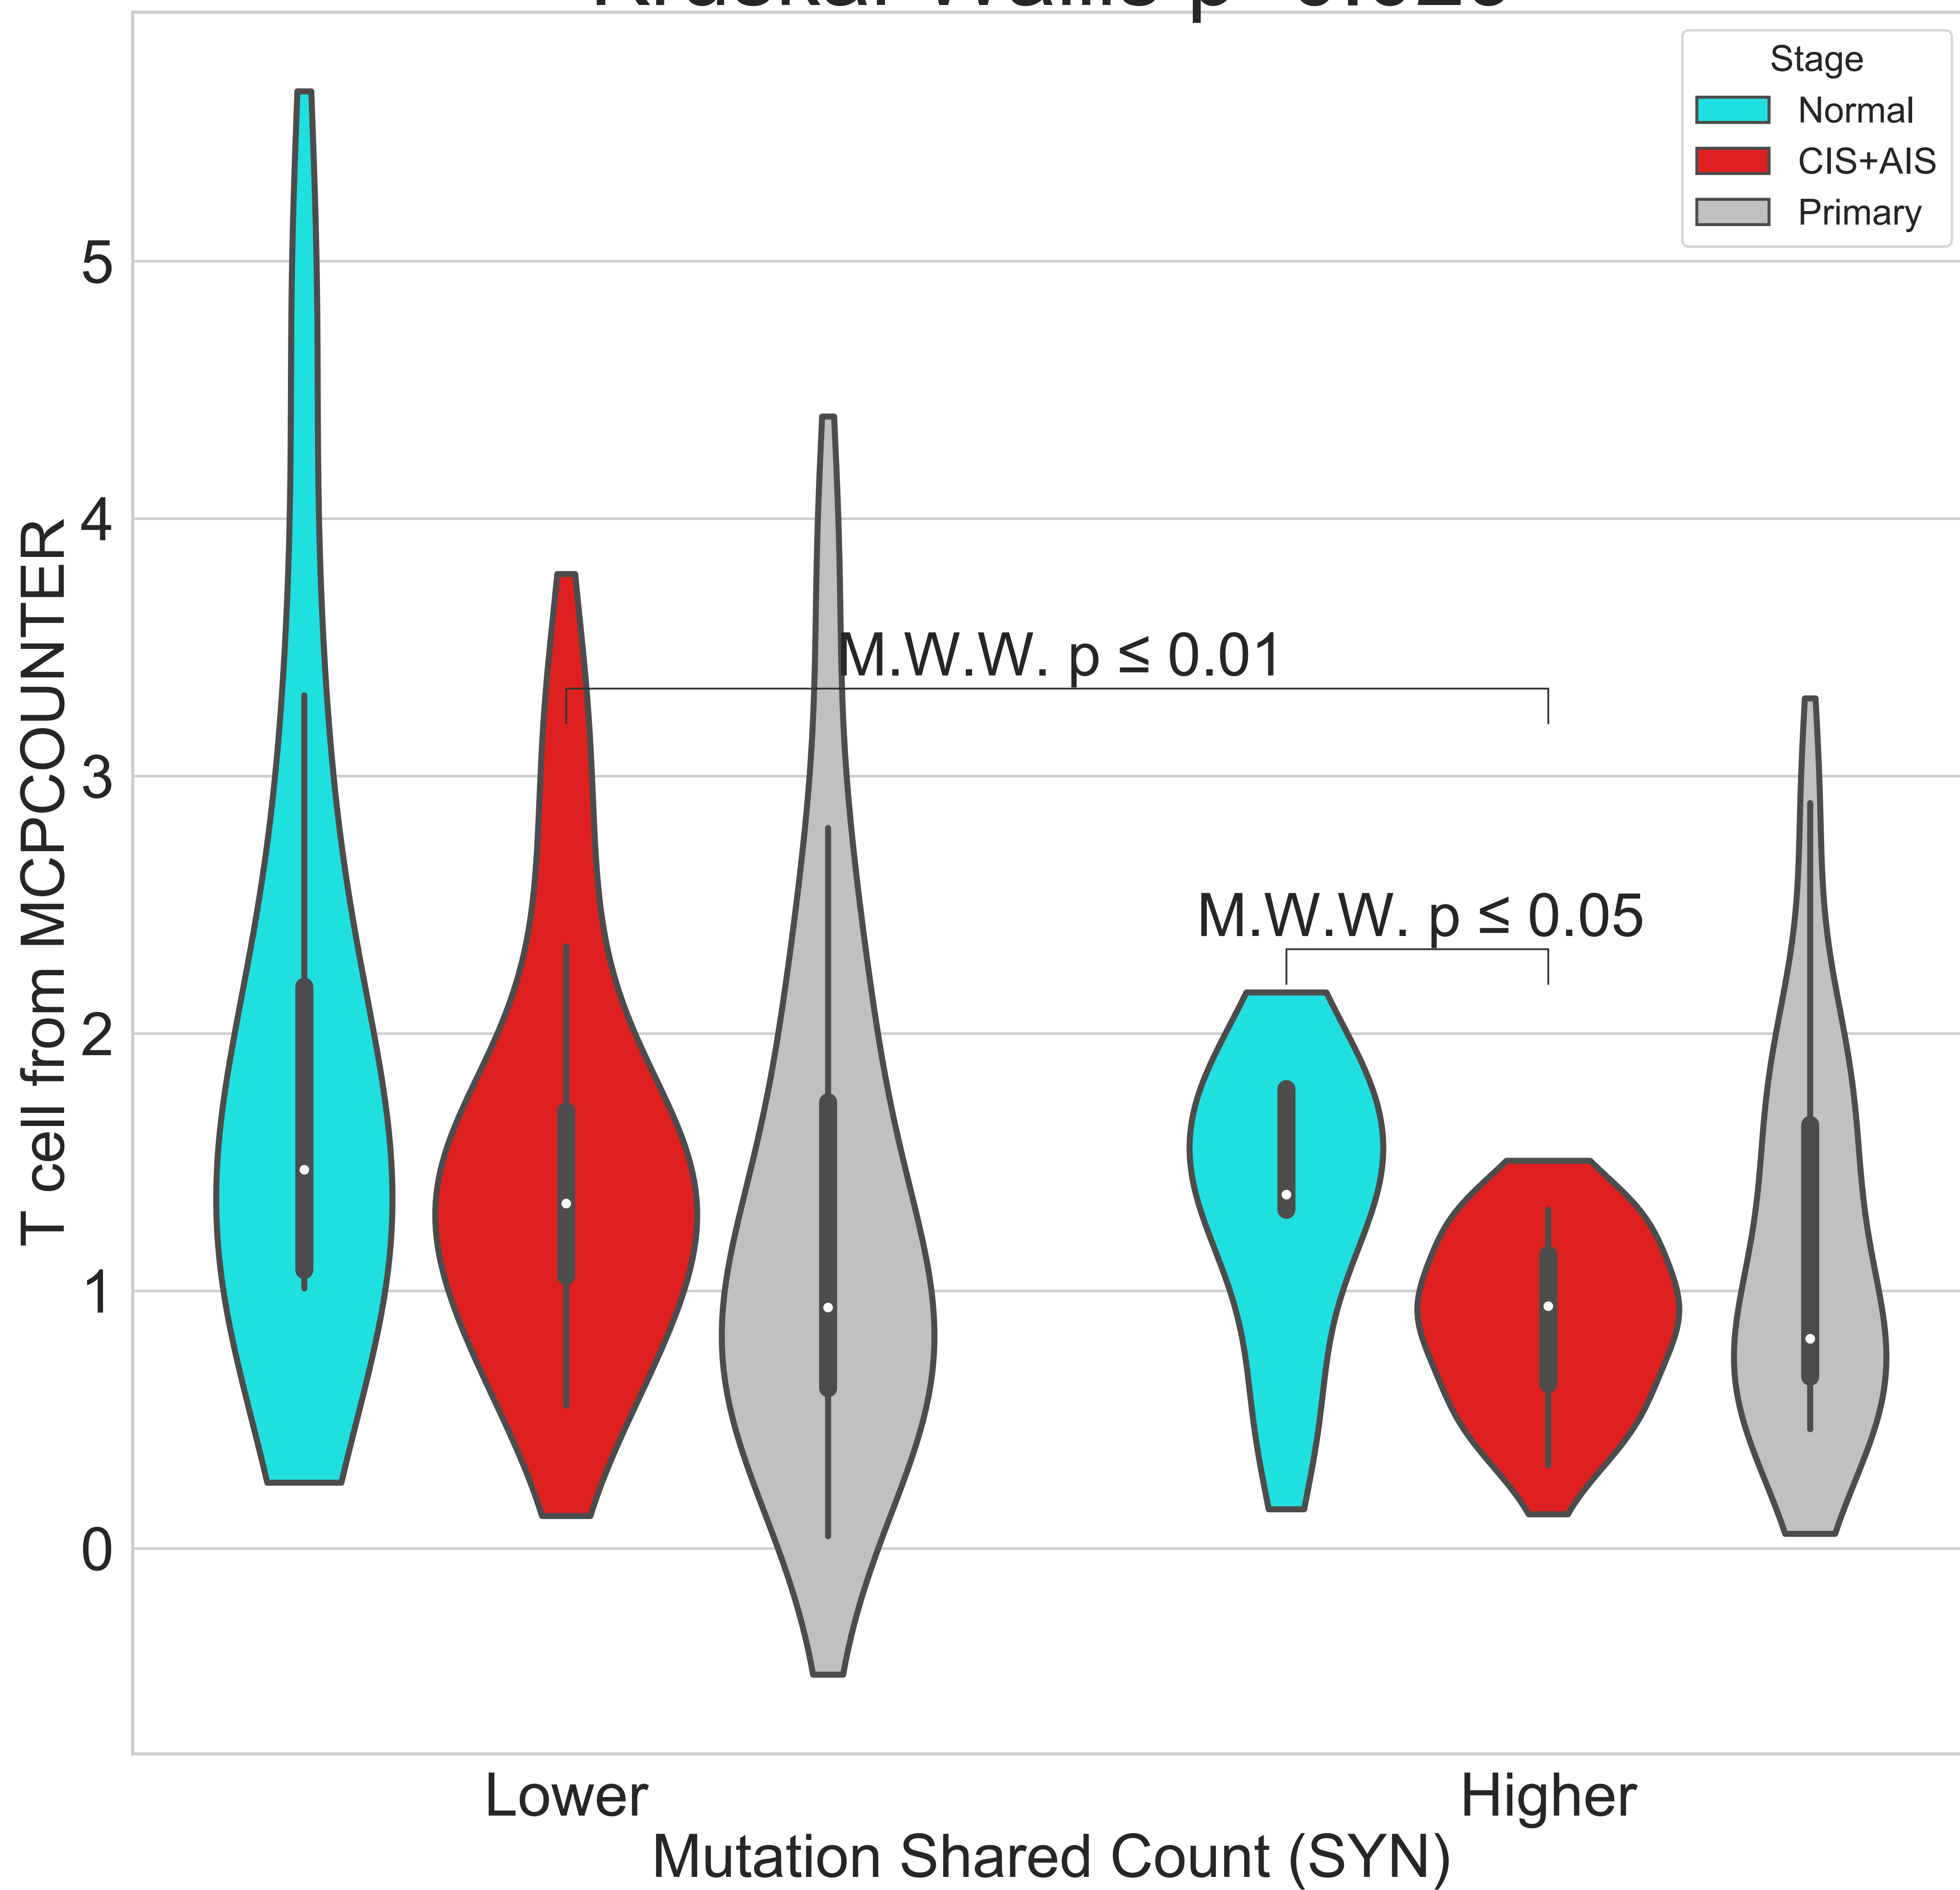 Stage
Normal
CIS+AIS
Primary
5
4
3
2
1
0
T cell from MCPCOUNTER
M.W.W. p ≤ 0.01
M.W.W. p ≤ 0.05
Lower
Higher
Mutation Shared Count (SYN)